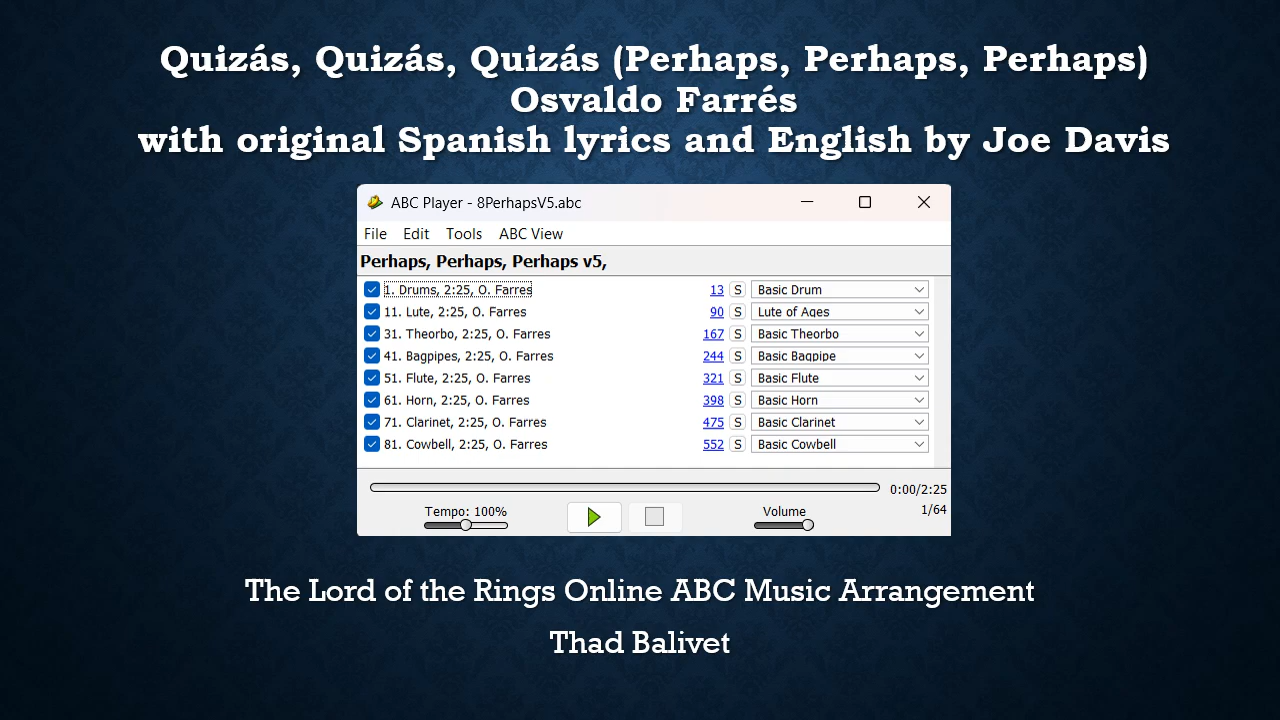 Quizás, Quizás, Quizás (Perhaps, Perhaps, Perhaps)
Osvaldo Farrés
with original Spanish lyrics and English by Joe Davis
ABC Player - 8PerhapsV5.abc
File Edit Tools ABC View
Perhaps, Perhaps, Perhaps v5,
1. Drums, 2:25, O. Farres 13 S Basic Drum
11. Lute, 2:25, O. Farres 90 S Lute of Ages
31. Theorbo, 2:25, O. Farres 167 S Basic Theorbo
41. Bagpipes, 2:25, O. Farres 244 S Basic Bagpipe
51. Flute, 2:25, O. Farres 321 S Basic Flute
61. Horn, 2:25, O. Farres 398 S Basic Horn
71. Clarinet, 2:25, O. Farres 475 S Basic Clarinet
81. Cowbell, 2:25, O. Farres 552 S Basic Cowbell
0:00/2:25
Tempo: 100% Volume 1/64
The Lord of the Rings Online ABC Music Arrangement
Thad Balivet